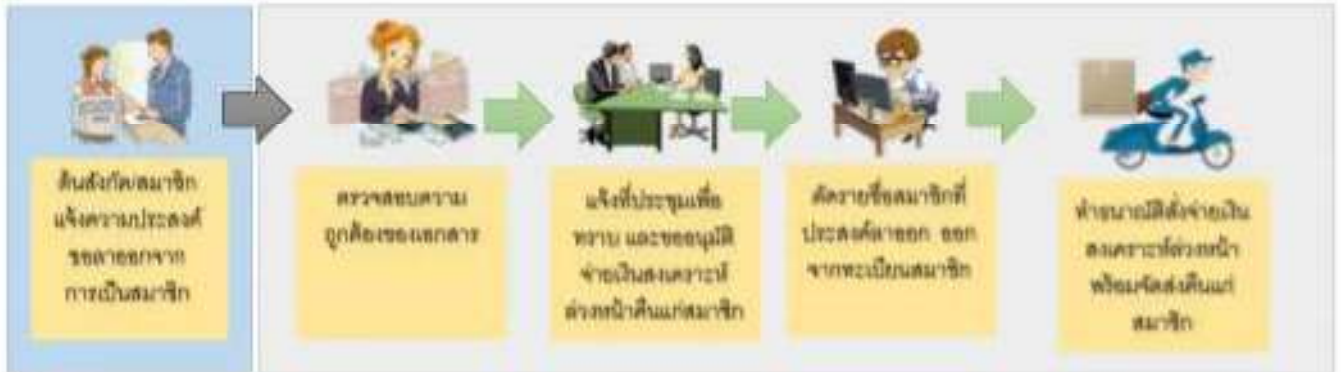 ต้นสังกัด/สมาชิก
แจ้งความประสงค์
ขอลาออกจาก
การเป็นสมาชิก
ตรวจสอบความ
ถูกต้องของเอกสาร
แจ้งที่ประชุมเพื่อ
ทราบ และขออนุมัติ
จ่ายเงินสงเคราะห์
ล่วงหน้าคืนแก่สมาชิก
คัดรายชื่อสมาชิกที่
ประสงค์ลาออก ออก
จากทะเบียนสมาชิก
ทำธนาณัติสั่งจ่ายเงิน
สงเคราะห์ล่วงหน้า
พร้อมจัดส่งคืนแก่
สมาชิก